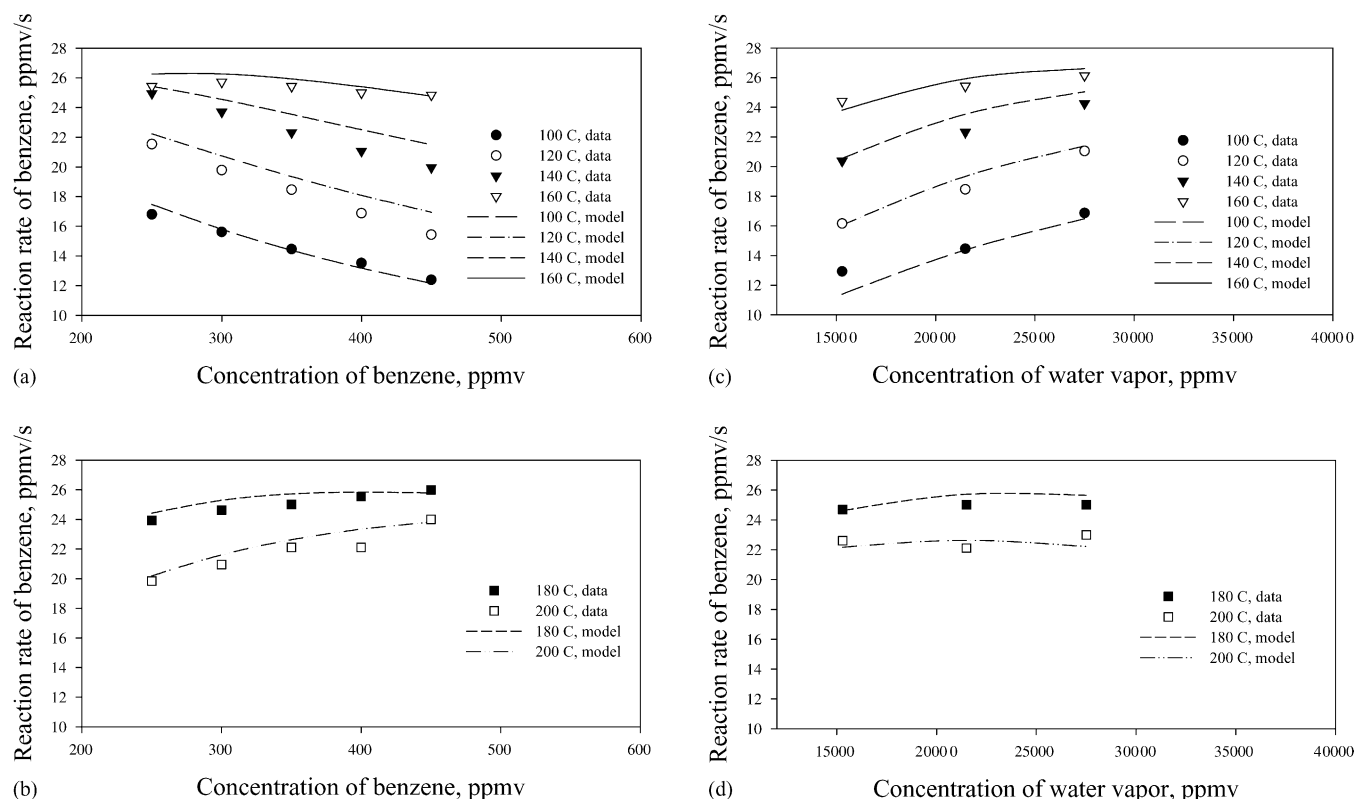 Reaction rate of benzene, ppmv/s
28
26
24
22
20
18
16
14
12
10
200
300
400
500
600
100 C, data
120 C, data
140 C, data
160 C, data
100 C, model
120 C, model
140 C, model
160 C, model
(a)
Concentration of benzene, ppmv
Reaction rate of benzene, ppmv/s
28
26
24
22
20
18
16
14
12
10
15000
20000
25000
30000
35000
40000
100 C, data
120 C, data
140 C, data
160 C, data
100 C, model
120 C, model
140 C, model
160 C, model
(c)
Concentration of water vapor, ppmv
Reaction rate of benzene, ppmv/s
28
26
24
22
20
18
16
14
12
10
200
300
400
500
600
180 C, data
200 C, data
180 C, model
200 C, model
(b)
Concentration of benzene, ppmv
Reaction rate of benzene, ppmv/s
28
26
24
22
20
18
16
14
12
10
15000
20000
25000
30000
35000
40000
180 C, data
200 C, data
180 C, model
200 C, model
(d)
Concentration of water vapor, ppmv